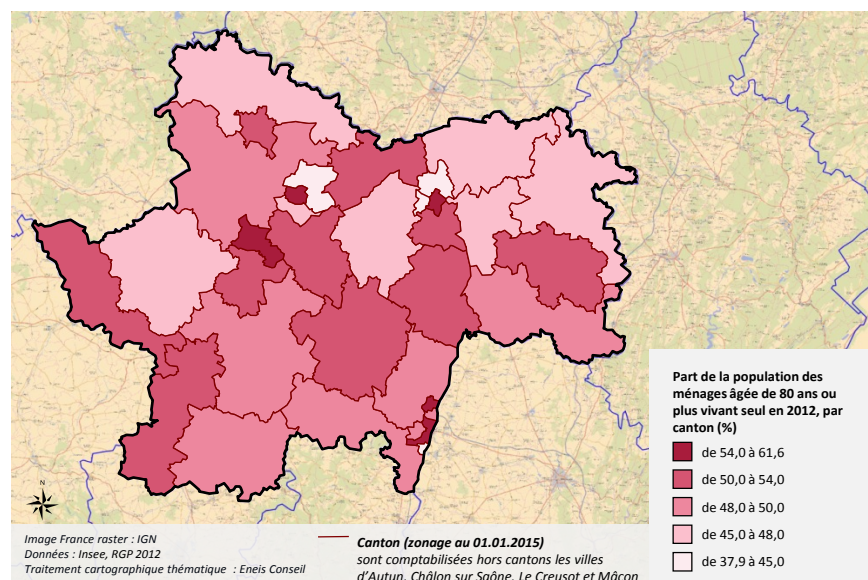 Part de la population des
ménages âgée de 80 ans ou
plus vivant seul en 2012, par
canton (%)
de 54,0 à 61,6
de 50,0 à 54,0
de 48,0 à 50,0
de 45,0 à 48,0
de 37,9 à 45,0
N
Image France raster : IGN
Données : Insee, RGP 2012
Traitement cartographique thématique : Eneis Conseil
Canton (zonage au 01.01.2015)
sont comptabilisées hors cantons les villes
d'Autun, Châlon sur Saône, Le Creusot et Mâcon